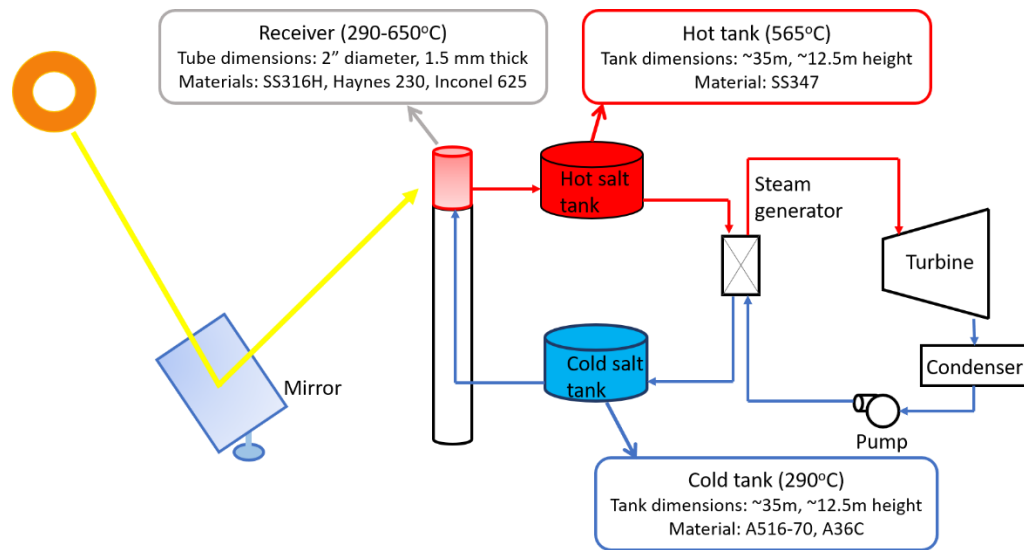 Receiver (290-650°C)
Tube dimensions: 2” diameter, 1.5 mm thick
Materials: SS316H, Haynes 230, Inconel 625
Hot tank (565°C)
Tank dimensions: ~35m, ~12.5m height
Material: SS347
Hot salt
tank
Steam
generator
Turbine
Cold salt
tank
Condenser
Mirror
Pump
Cold tank (290°C)
Tank dimensions: ~35m, ~12.5m height
Material: A516-70, A36C